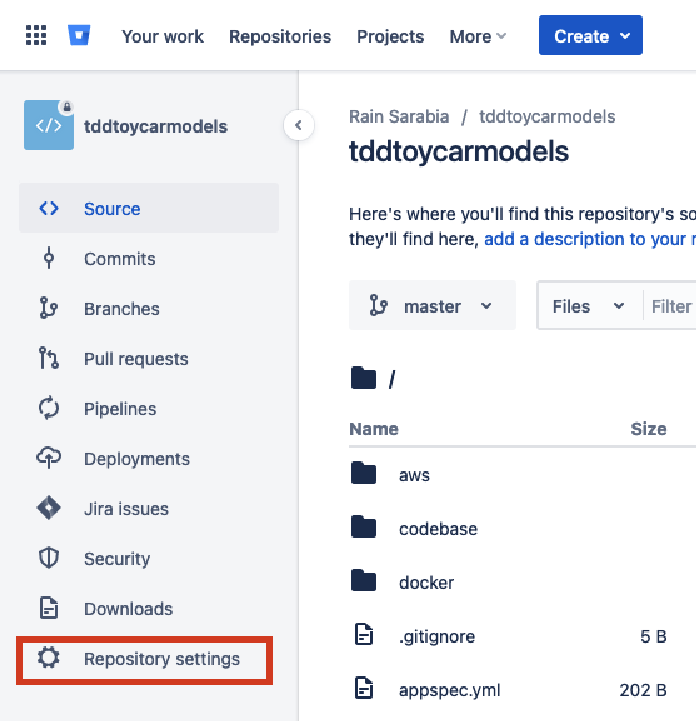 Your work Repositories Projects More Create
tddtoycarmodels
Source
Commits
Branches
Pull requests
Pipelines
Deployments
Jira issues
Security
Downloads
Repository settings
Rain Sarabia / tddtoycarmodels
tddtoycarmodels
Here's where you'll find this repository's so
they'll find here, add a description to your r
master Files Filter
/
Name Size
aws
codebase
docker
.gitignore 5 B
appspec.yml 202 B